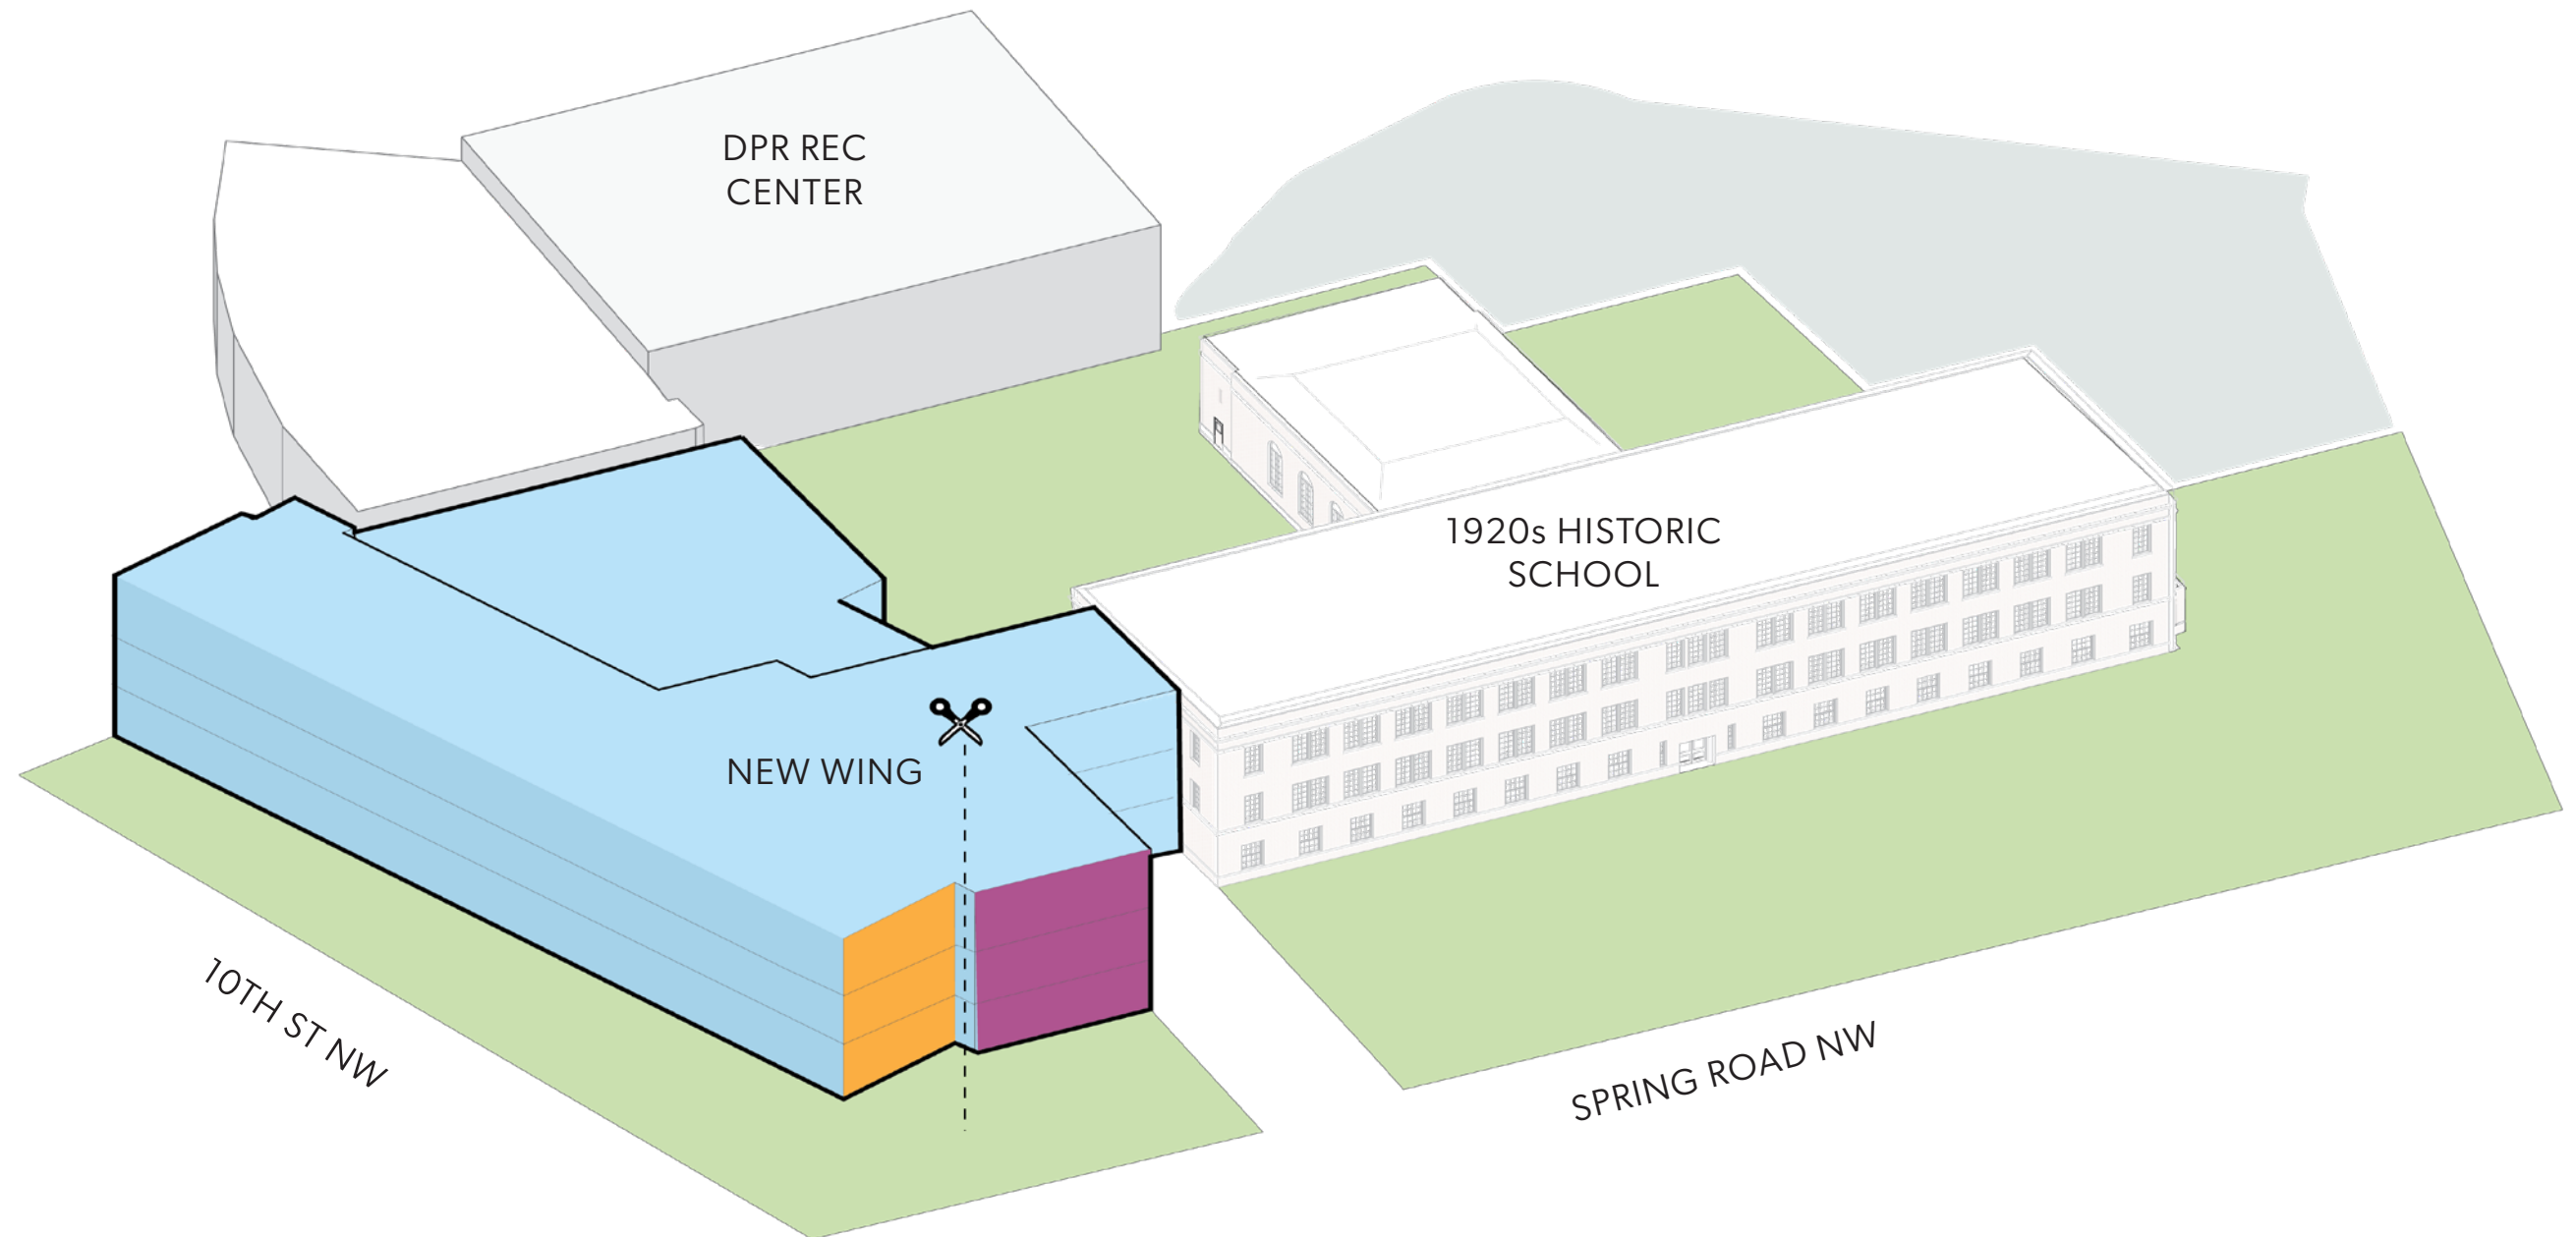 DPR REC
CENTER
1920s HISTORIC
SCHOOL
NEW WING
10TH ST NW
SPRING ROAD NW